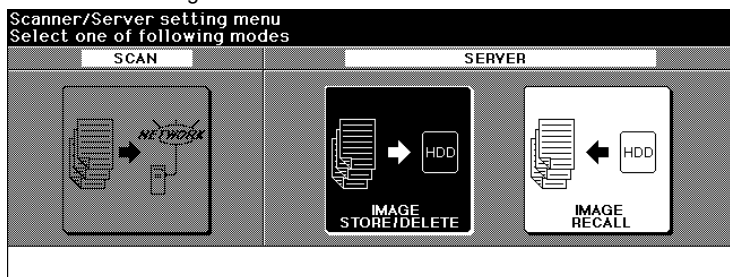 Scanner/Server setting menu
Select one of following modes
SCAN
SERVER
NETWORK
HDD
HDD
IMAGE
STORE/DELETE
IMAGE
RECALL